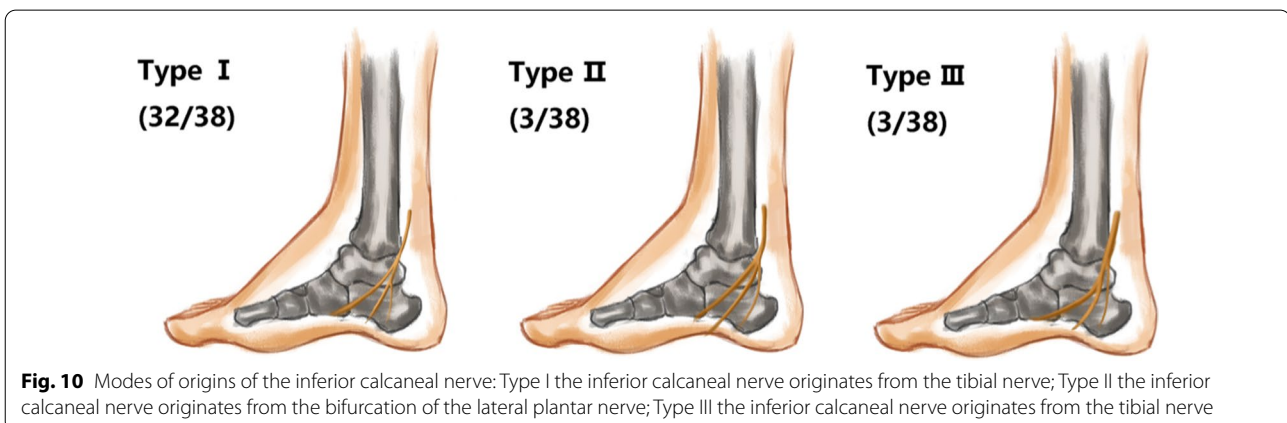 Type Ⅰ
(32/38)
Type Ⅱ
(3/38)
Type Ⅲ
(3/38)
Fig. 10 Modes of origins of the inferior calcaneal nerve: Type I the inferior calcaneal nerve originates from the tibial nerve; Type II the inferior
calcaneal nerve originates from the bifurcation of the lateral plantar nerve; Type III the inferior calcaneal nerve originates from the tibial nerve